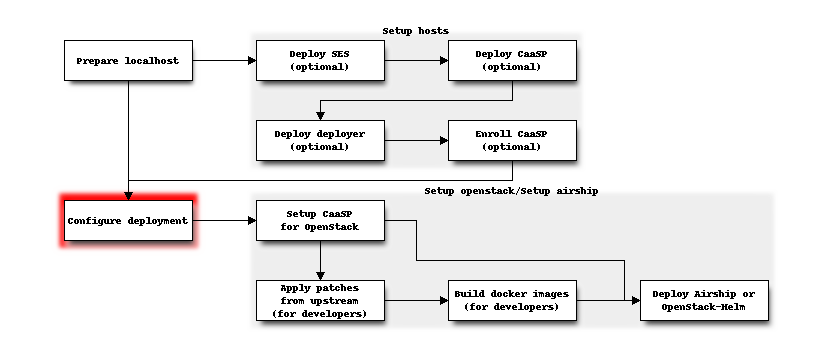 Setup hosts
Prepare localhost
Deploy SES
(optional)
Deploy CaaSP
(optional)
Deploy deployer
(optional)
Enroll CaaSP
(optional)
Setup openstack/Setup airship
Configure deployment
Setup CaaSP
for OpenStack
Apply patches
from upstream
(for developers)
Build docker images
(for developers)
Deploy Airship or
OpenStack-Helm